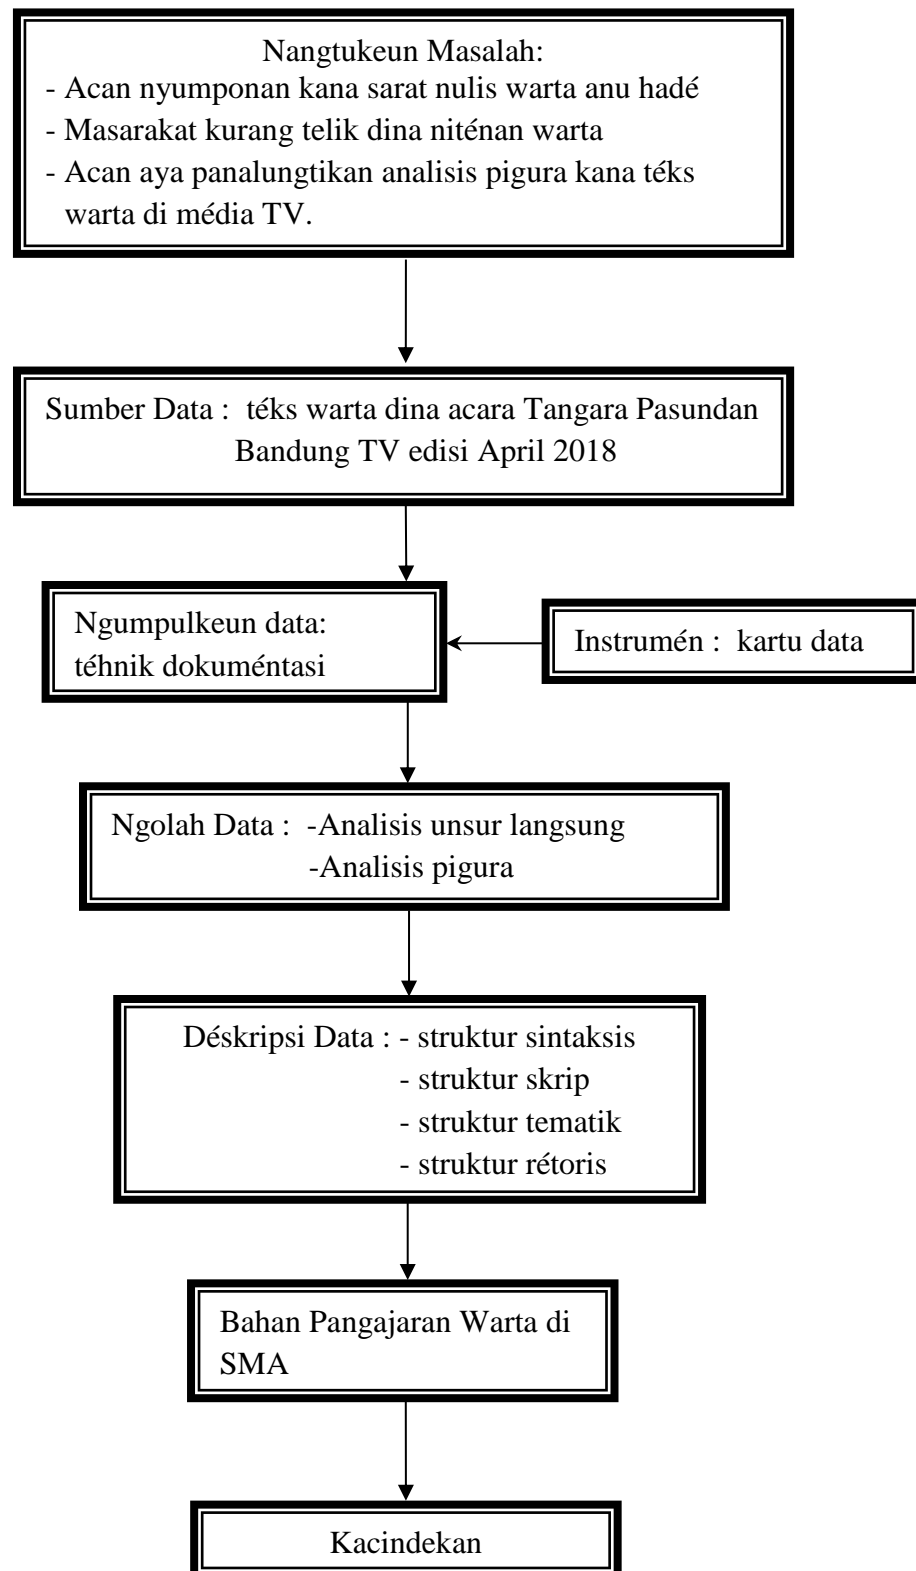 Nangtukeun Masalah:
- Acan nyumponan kana sarat nulis warta anu hadé
- Masarakat kurang telik dina niténan warta
- Acan aya panalungtikan analisis pigura kana téks
warta di média TV.
Sumber Data : téks warta dina acara Tangara Pasundan
Bandung TV edisi April 2018
Ngumpulkeun data:
téhnik dokuméntasi
Instrumén : kartu data
Ngolah Data : -Analisis unsur langsung
-Analisis pigura
Déskripsi Data : - struktur sintaksis
- struktur skrip
- struktur tematik
- struktur rétoris
Bahan Pangajaran Warta di
SMA
Kacindekan